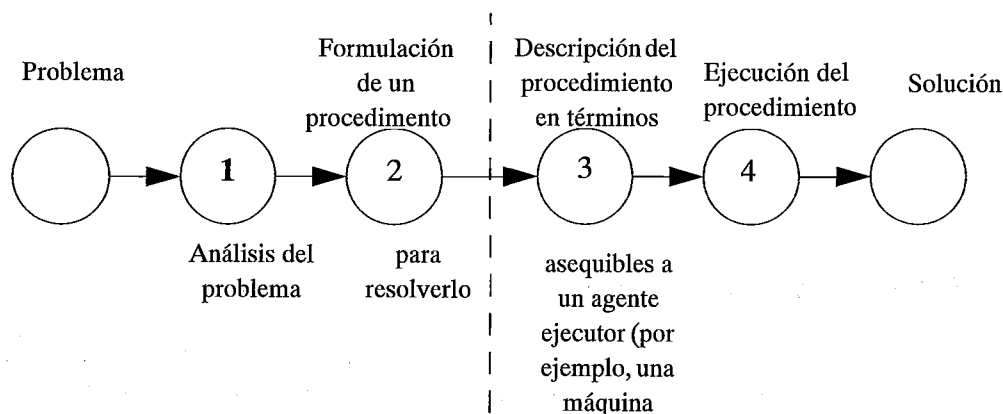 Problema
Formulación
de un
procedimento
Descripción del
procedimiento
en términos
Ejecución del
procedimiento
Solución
1
2
3
4
Análisis del
problema
para
resolverlo
asequibles a
un agente
ejecutor (por
ejemplo, una
máquina